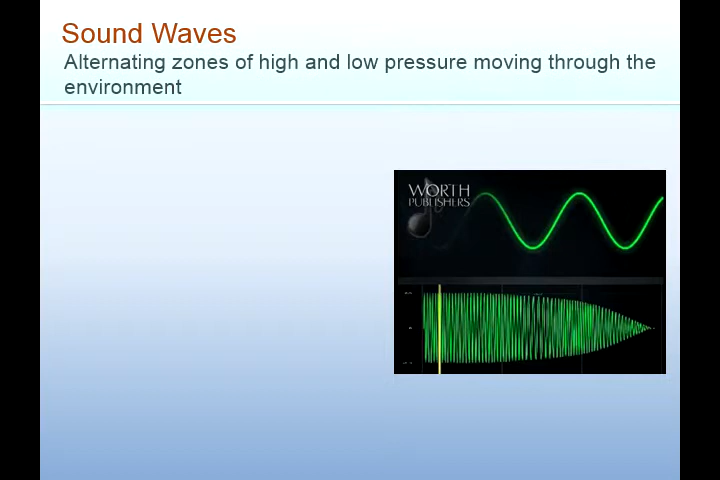 Sound Waves
Alternating zones of high and low pressure moving through the
environment
WORTH
PUBLISHERS